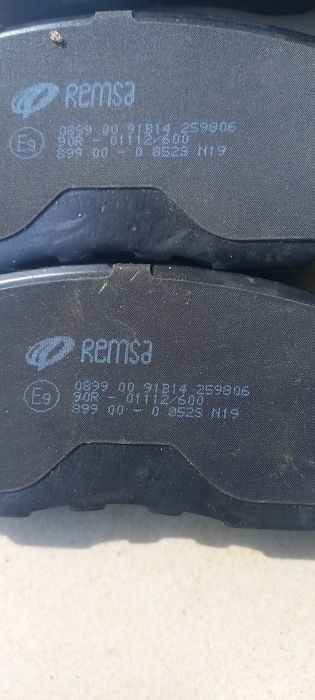 Remsa
E9
0899 00 91B14 259806
90R - 01112/600
899 00 - 0 852S N19
Remsa
E9
0899 00 91B14 259806
90R - 01112/600
899 00 - 0 852S N19